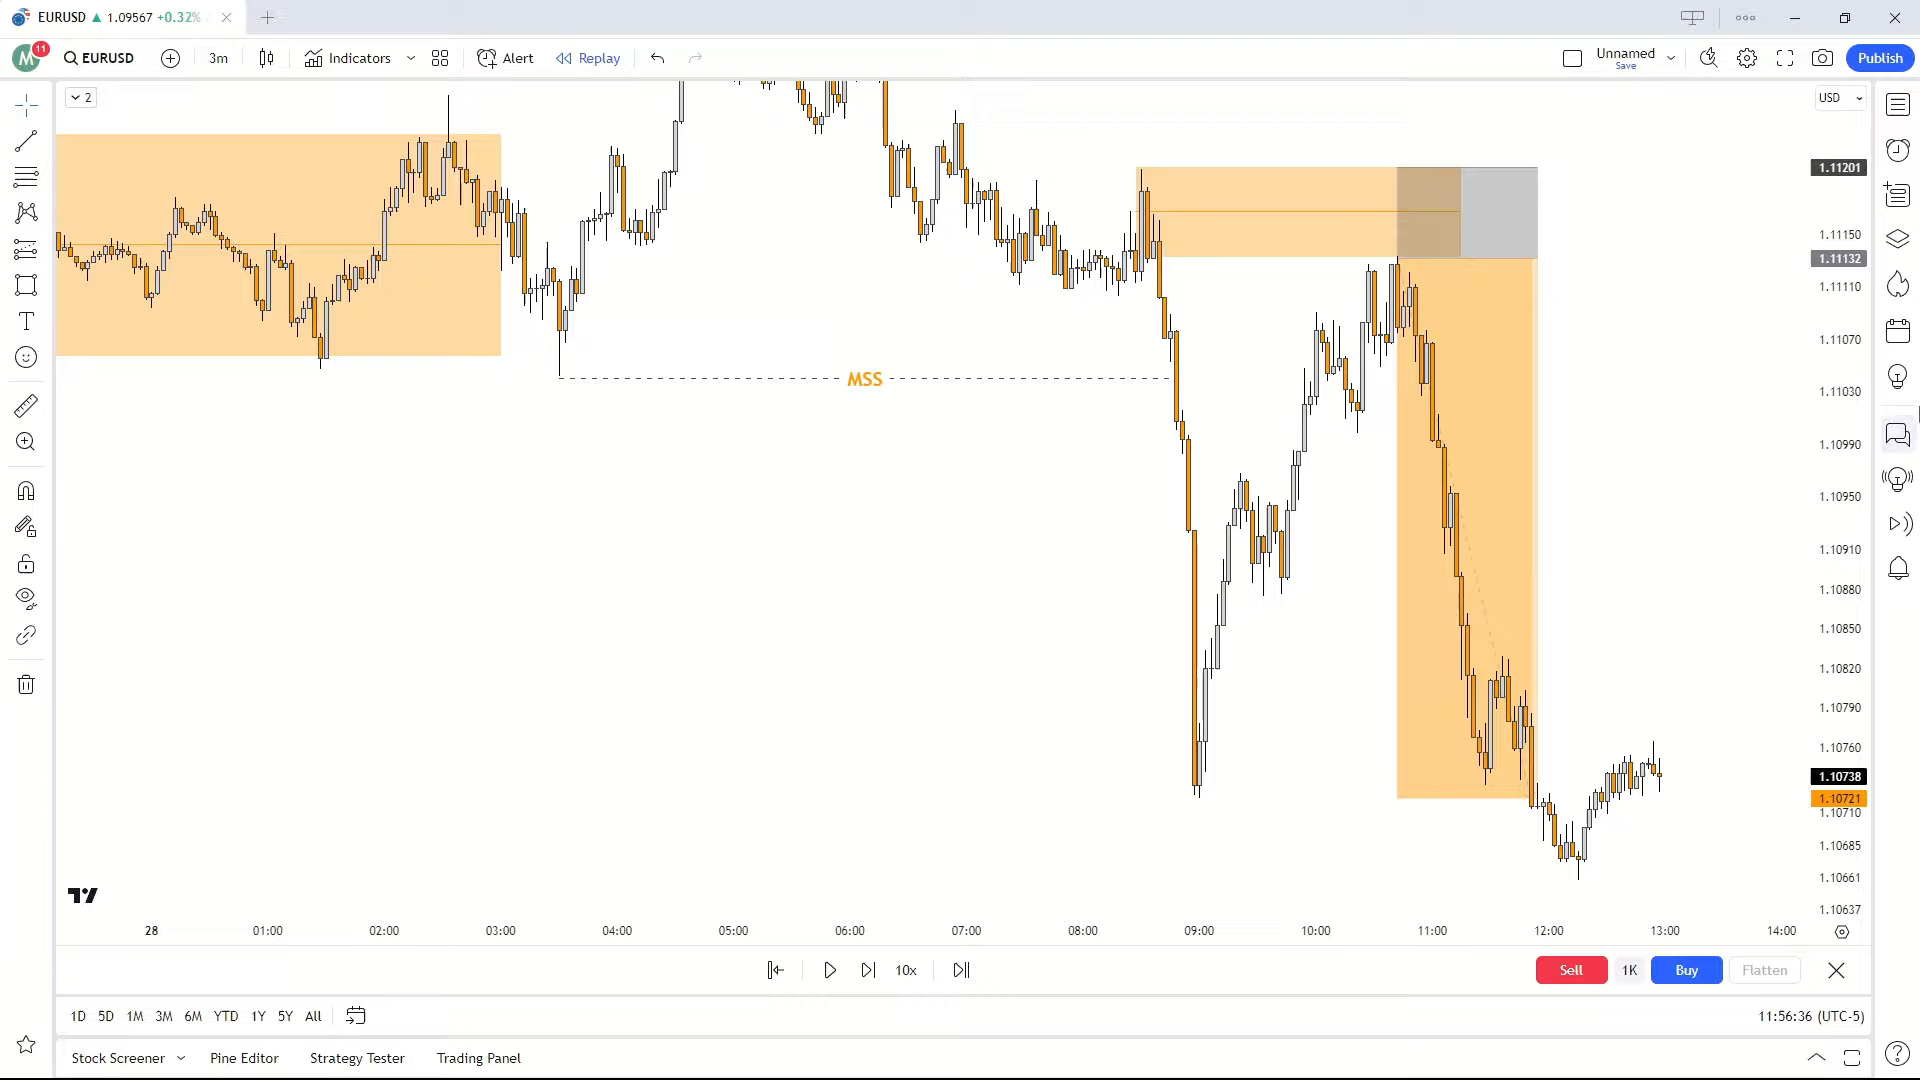 EURUSD ▲ 1.09567 +0.32%
M 11 EURUSD 3m Indicators Alert Replay Unnamed Save Publish
2
USD
1.11201
1.11150
1.11132
1.11110
1.11070
MSS
1.11030
1.10990
1.10950
1.10910
1.10880
1.10850
1.10820
1.10790
1.10760
1.10738
1.10721
1.10710
1.10685
1.10661
1.10637
28 01:00 02:00 03:00 04:00 05:00 06:00 07:00 08:00 09:00 10:00 11:00 12:00 13:00 14:00
10x Sell 1K Buy Flatten
1D 5D 1M 3M 6M YTD 1Y 5Y All 11:56:36 (UTC-5)
Stock Screener Pine Editor Strategy Tester Trading Panel